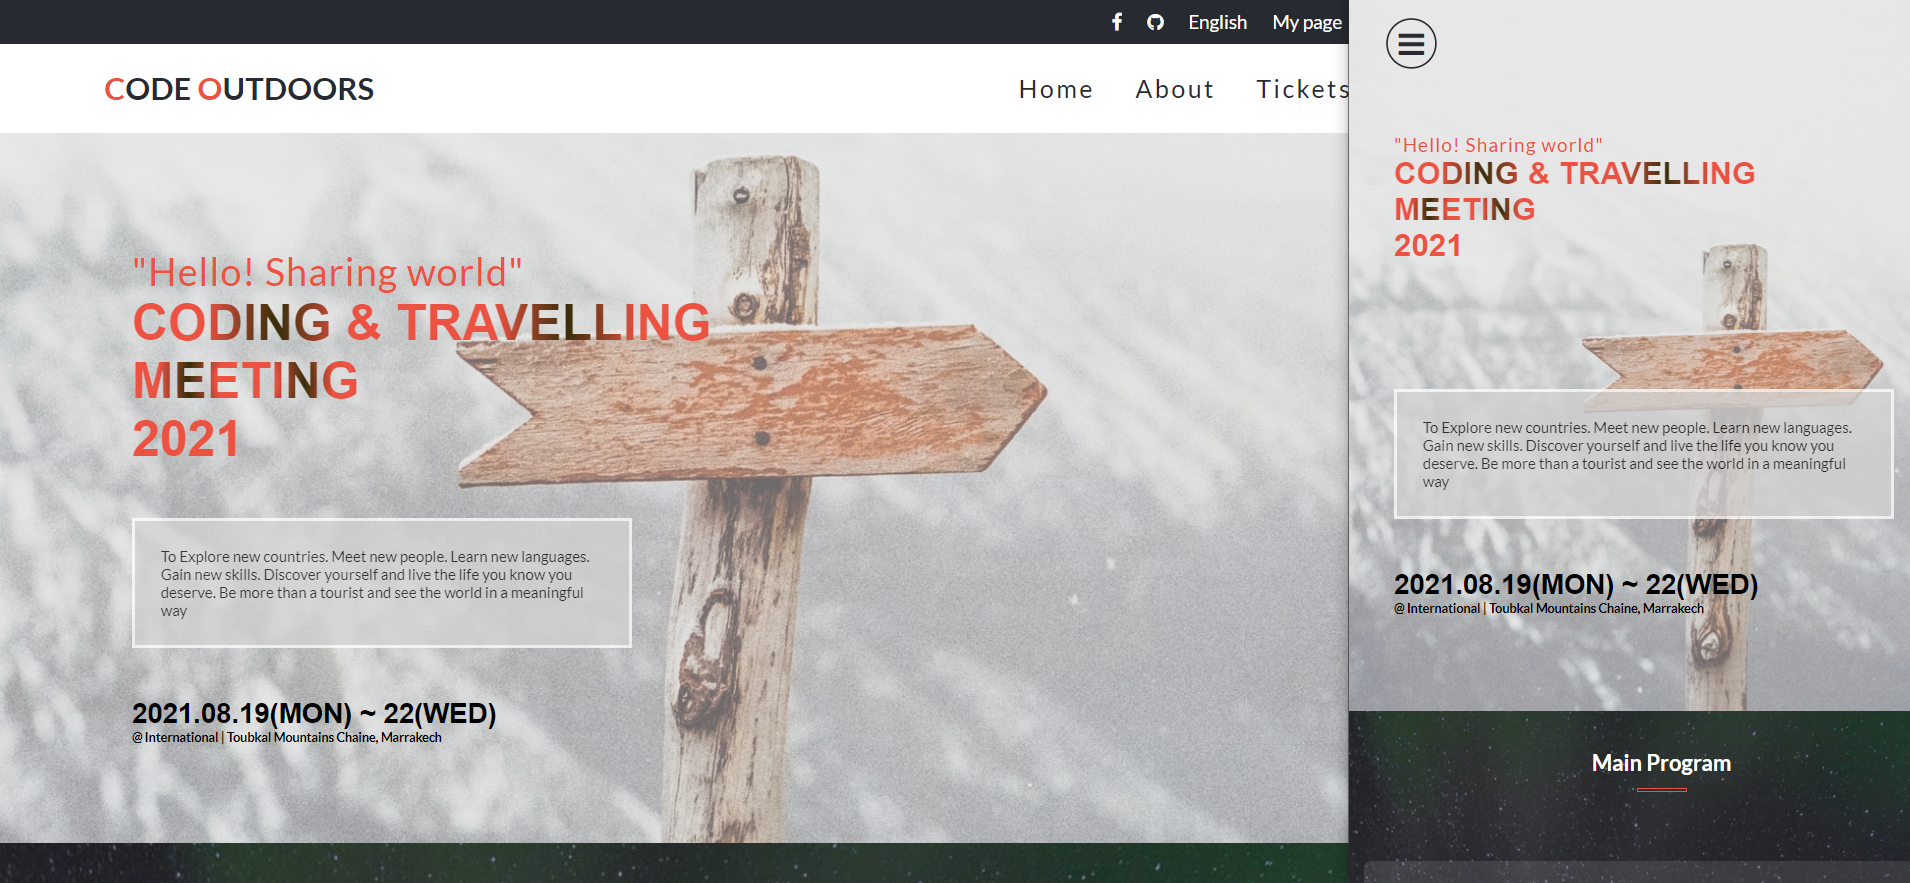 English My page
CODE OUTDOORS
Home About Tickets
"Hello! Sharing world"
CODING & TRAVELLING
MEETING
2021
To Explore new countries. Meet new people. Learn new languages.
Gain new skills. Discover yourself and live the life you know you
deserve. Be more than a tourist and see the world in a meaningful
way
2021.08.19(MON) ~ 22(WED)
@ International | Toubkal Mountains Chaine, Marrakech
"Hello! Sharing world"
CODING & TRAVELLING
MEETING
2021
To Explore new countries. Meet new people. Learn new languages.
Gain new skills. Discover yourself and live the life you know you
deserve. Be more than a tourist and see the world in a meaningful
way
2021.08.19(MON) ~ 22(WED)
@ International | Toubkal Mountains Chaine, Marrakech
Main Program